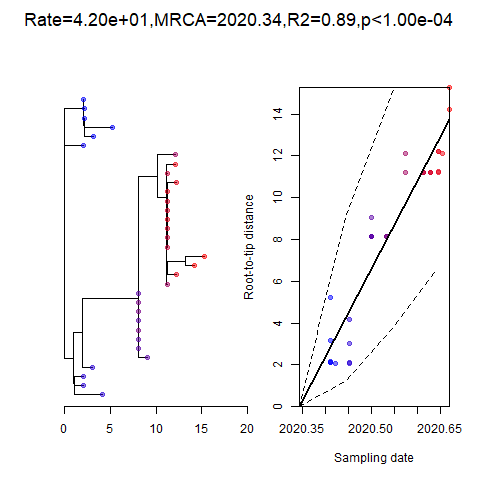 Rate=4.20e+01,MRCA=2020.34,R2=0.89,p<1.00e-04
0 5 10 15 20
Root-to-tip distance
0 2 4 6 8 10 12 14
2020.35 2020.50 2020.65
Sampling date